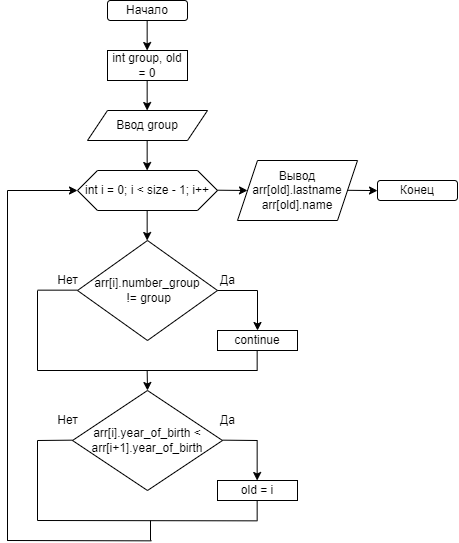 Начало
int group, old
= 0
Ввод group
int i = 0; i < size - 1; i++
Вывод
arr[old].lastname
arr[old].name
Конец
Нет
arr[i].number_group
!= group
Да
continue
Нет
arr[i].year_of_birth <
arr[i+1].year_of_birth
Да
old = i